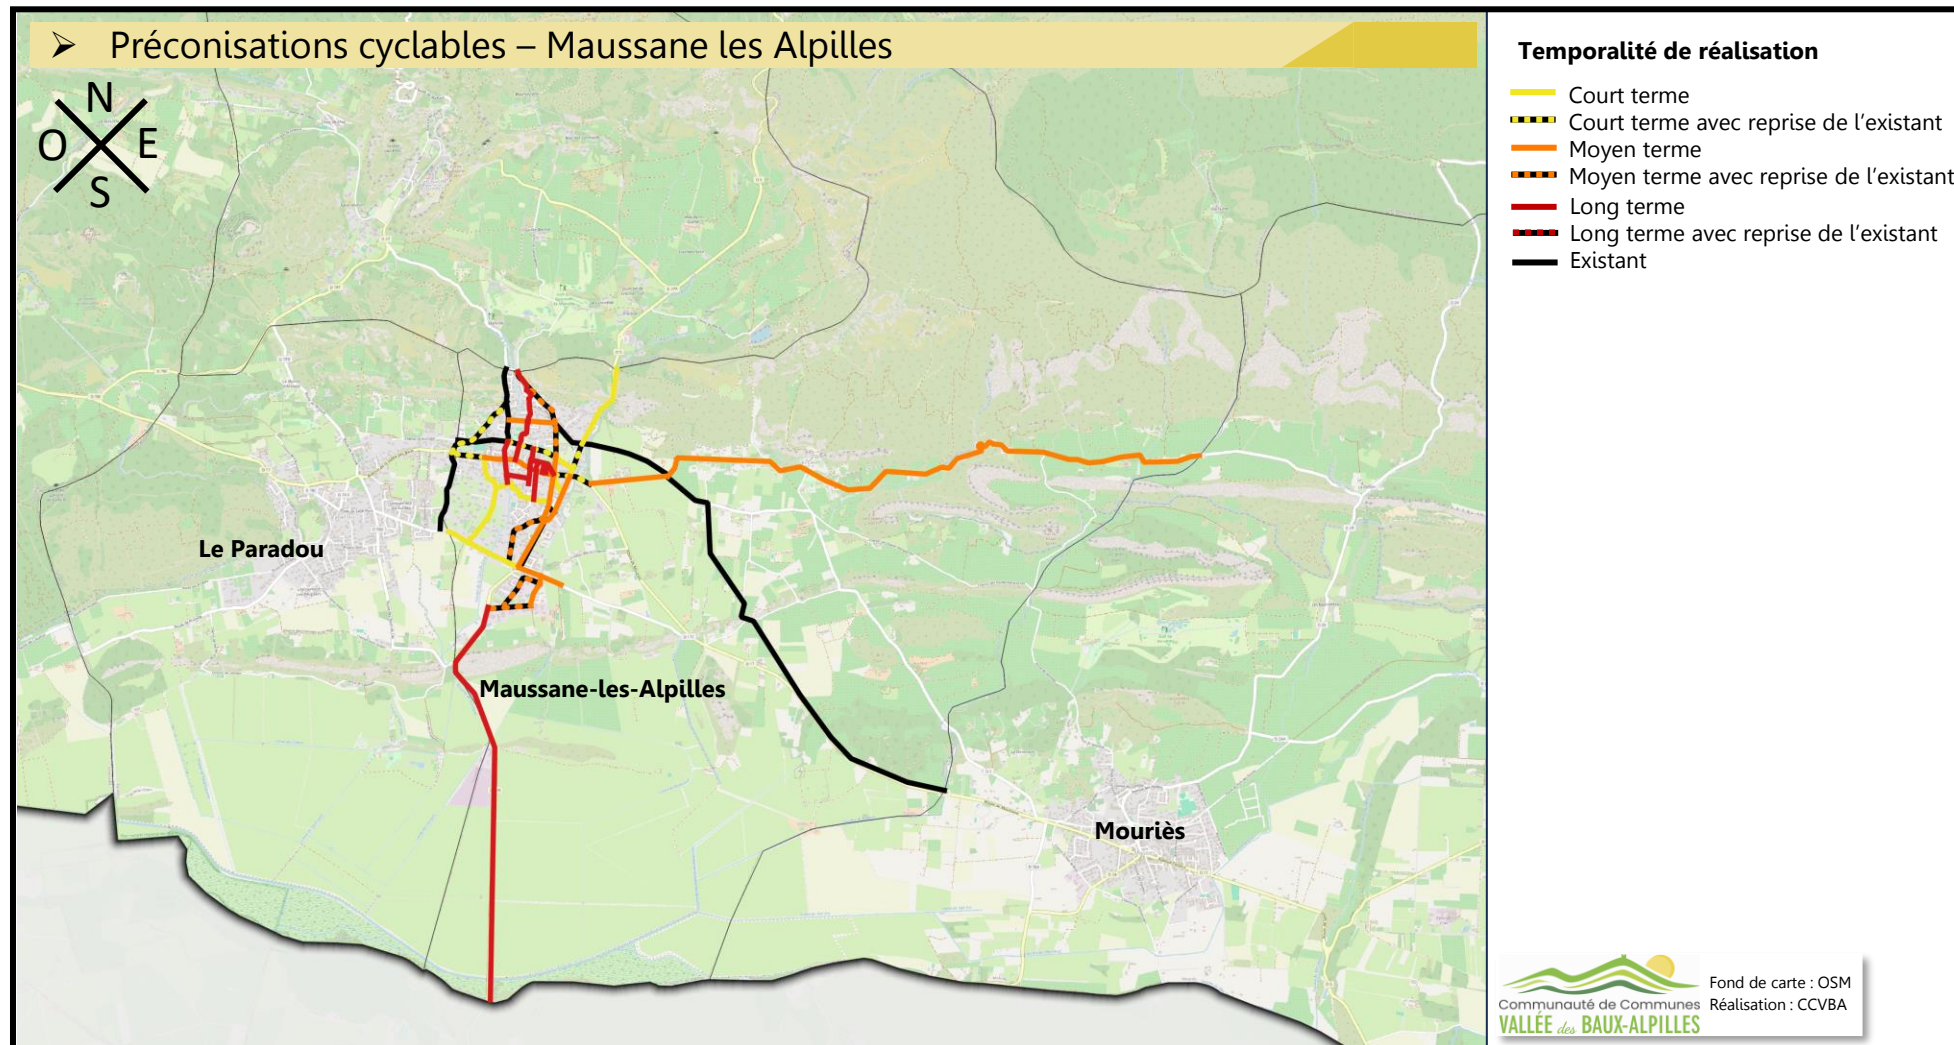 ➢ Préconisations cyclables – Maussane les Alpilles
N
O E
S
Le Paradou
Maussane-les-Alpilles
Mouriès
Temporalité de réalisation
Court terme
Court terme avec reprise de l'existant
Moyen terme
Moyen terme avec reprise de l'existant
Long terme
Long terme avec reprise de l'existant
Existant
Communauté de Communes
VALLÉE des BAUX-ALPILLES
Fond de carte : OSM
Réalisation : CCVBA